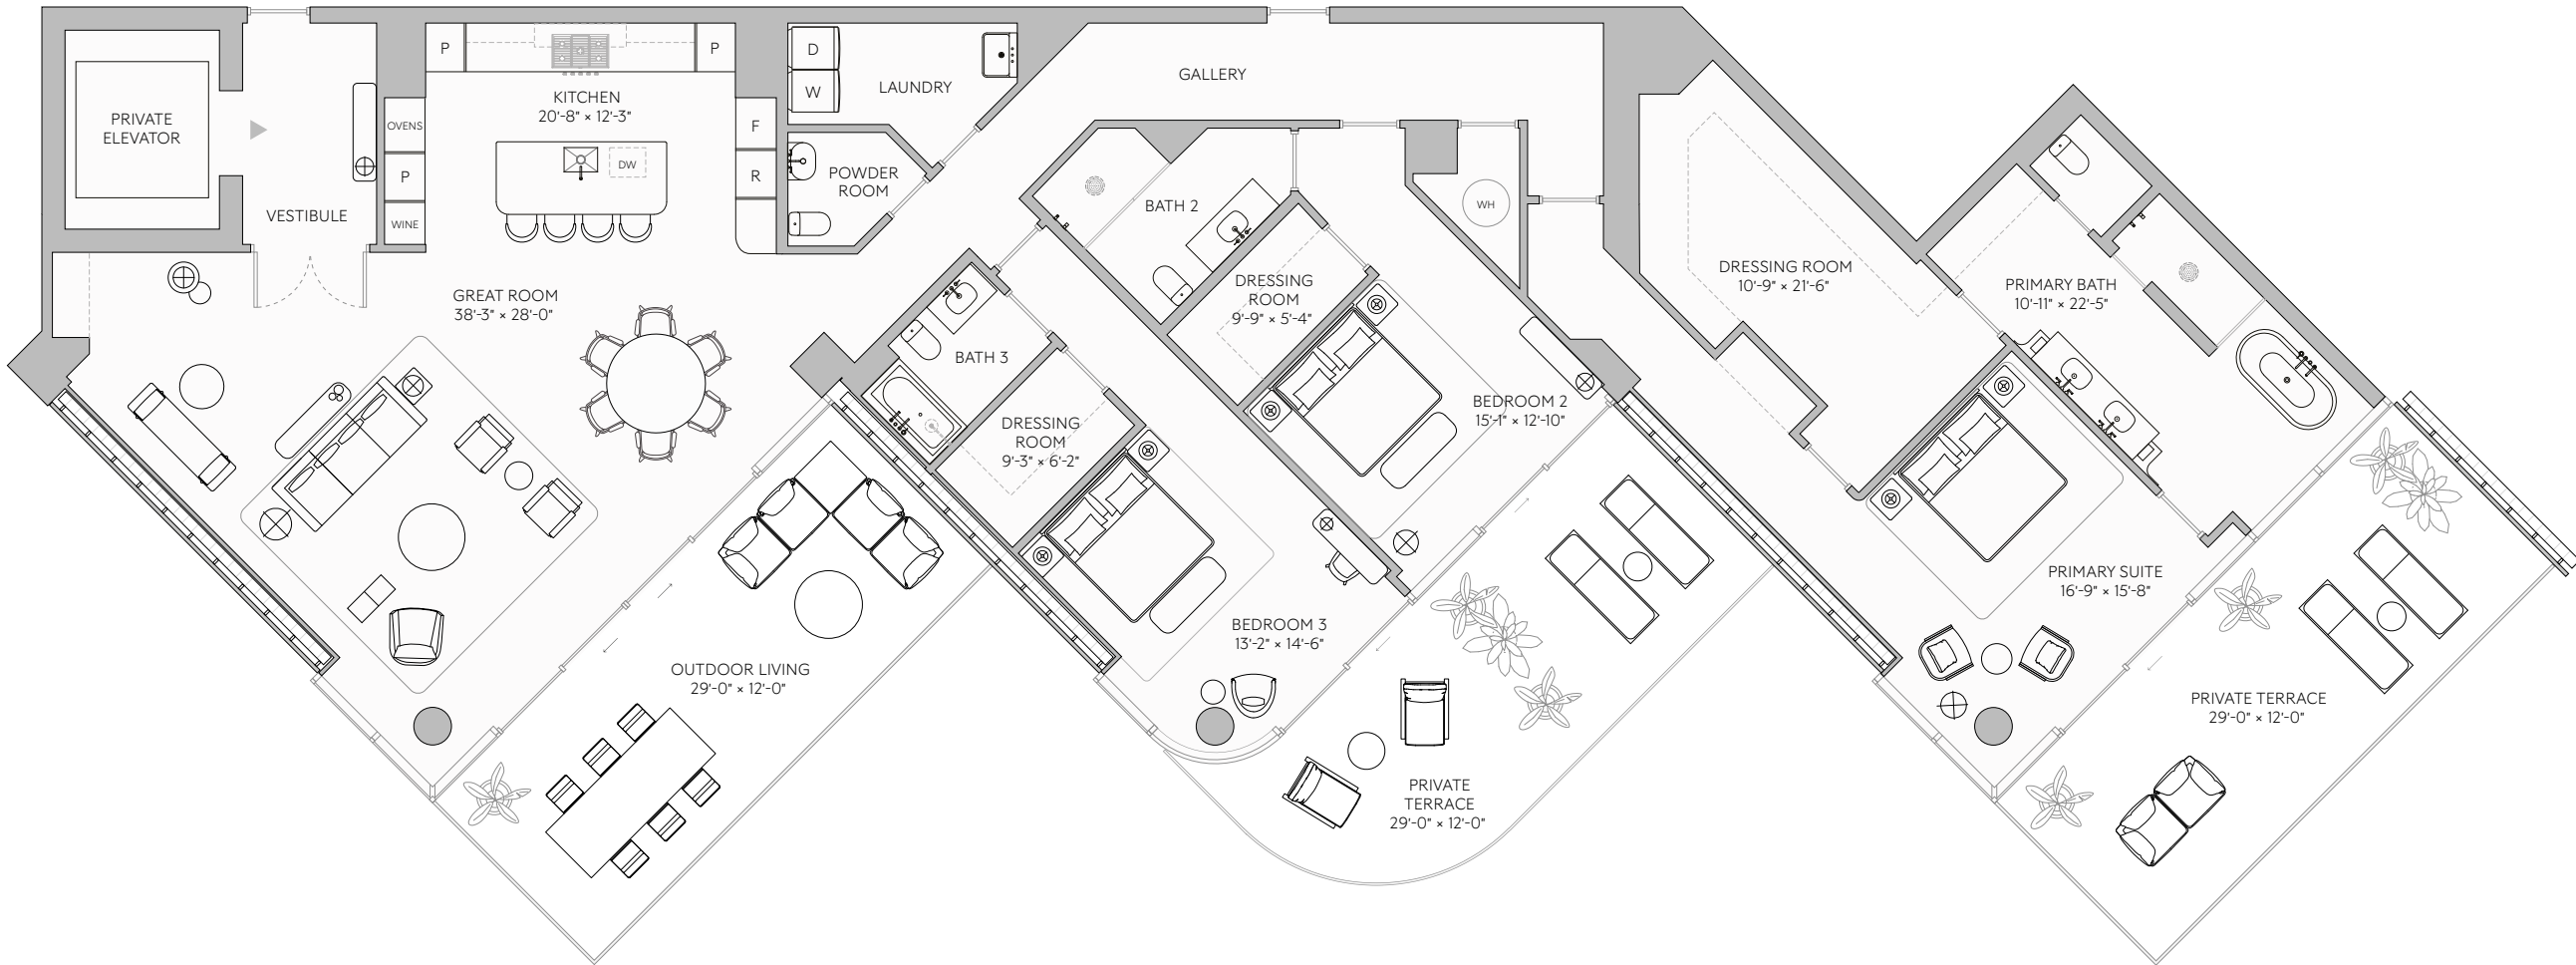 PRIVATE
ELEVATOR
VESTIBULE
P
P
OVENS
P
WINE
KITCHEN
20'-8" × 12'-3"
DW
F
R
D
W
LAUNDRY
POWDER
ROOM
GALLERY
GREAT ROOM
38'-3" × 28'-0"
BATH 2
WH
DRESSING
ROOM
9'-9" × 5'-4"
BATH 3
DRESSING
ROOM
9'-3" × 6'-2"
BEDROOM 2
15'-1" × 12'-10"
DRESSING ROOM
10'-9" × 21'-6"
PRIMARY BATH
10'-11" × 22'-5"
PRIMARY SUITE
16'-9" × 15'-8"
BEDROOM 3
13'-2" × 14'-6"
OUTDOOR LIVING
29'-0" × 12'-0"
PRIVATE
TERRACE
29'-0" × 12'-0"
PRIVATE TERRACE
29'-0" × 12'-0"